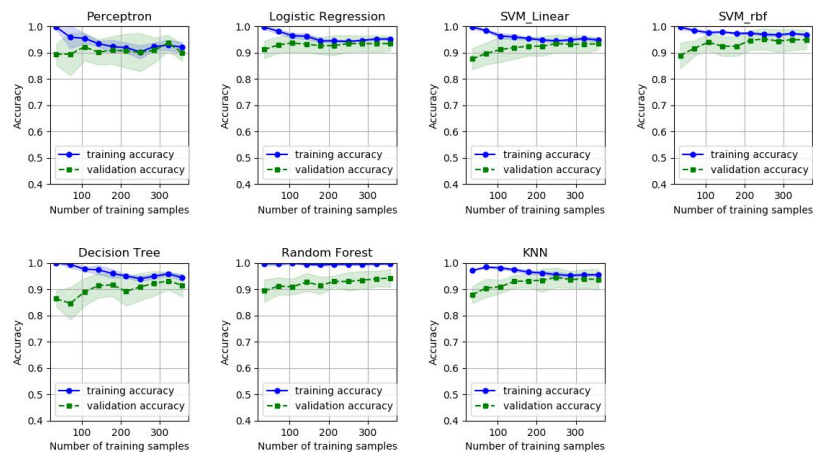 Perceptron
1.0
0.9
0.8
0.7
0.6
0.5
0.4
Accuracy
training accuracy
validation accuracy
100 200 300
Number of training samples
Logistic Regression
1.0
0.9
0.8
0.7
0.6
0.5
0.4
Accuracy
training accuracy
validation accuracy
100 200 300
Number of training samples
SVM_Linear
1.0
0.9
0.8
0.7
0.6
0.5
0.4
Accuracy
training accuracy
validation accuracy
100 200 300
Number of training samples
SVM_rbf
1.0
0.9
0.8
0.7
0.6
0.5
0.4
Accuracy
training accuracy
validation accuracy
100 200 300
Number of training samples
Decision Tree
1.0
0.9
0.8
0.7
0.6
0.5
0.4
Accuracy
training accuracy
validation accuracy
100 200 300
Number of training samples
Random Forest
1.0
0.9
0.8
0.7
0.6
0.5
0.4
Accuracy
training accuracy
validation accuracy
100 200 300
Number of training samples
KNN
1.0
0.9
0.8
0.7
0.6
0.5
0.4
Accuracy
training accuracy
validation accuracy
100 200 300
Number of training samples